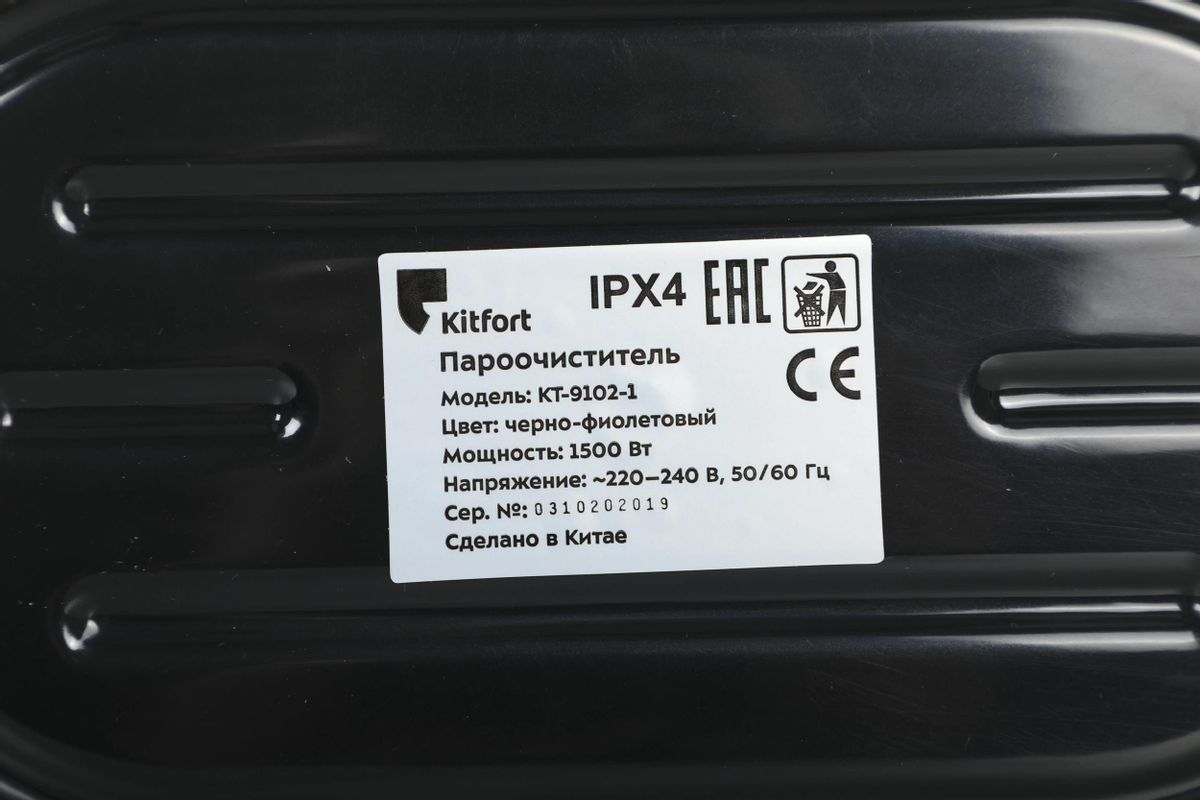 Kitfort
IPX4 EAC
CE
Пароочиститель
Модель: КТ-9102-1
Цвет: черно-фиолетовый
Мощность: 1500 Вт
Напряжение: ~220–240 В, 50/60 Гц
Сер. №: 0310202019
Сделано в Китае